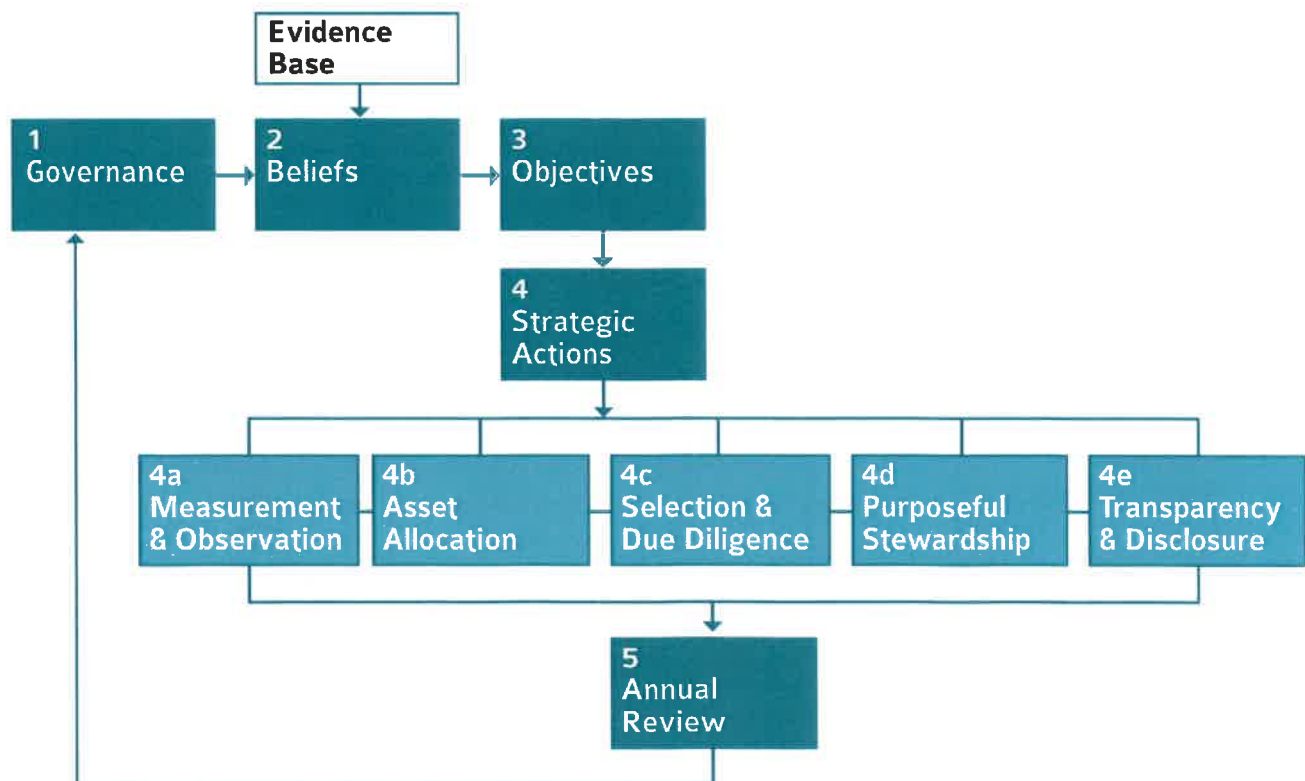 Evidence
Base
1
Governance
2
Beliefs
3
Objectives
4
Strategic
Actions
4a
Measurement
& Observation
4b
Asset
Allocation
4c
Selection &
Due Diligence
4d
Purposeful
Stewardship
4e
Transparency
& Disclosure
5
Annual
Review